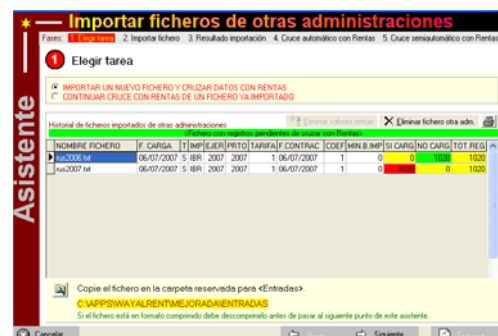 Importar ficheros de otras administraciones
Fases: 1. Elegir tarea 2. Importar fichero 3. Resultado importación 4. Cruce automático con Rentas 5. Cruce semiautomático con Rentas
1 Elegir tarea
IMPORTAR UN NUEVO FICHERO Y CRUZAR DATOS CON RENTAS
CONTINUAR CRUCE CON RENTAS DE UN FICHERO YA IMPORTADO
Asistente
Historial de ficheros importados de otras administraciones
Eliminar valores rentas
Eliminar fichero otra adm.
<Fichero con registros pendientes de cruzar con Rentas>
NOMBRE FICHERO F. CARGA T IMP EJER PRTO TARIFA F.CONTRAC COEF MIN.B.IMP SI CARG NO CARG TOT.REG
rus2006.txt 06/07/2007 S IBR 2007 2007 1 06/07/2007 1 0 0 1020 1020
rus2007.txt 06/07/2007 S IBR 2007 2007 1 06/07/2007 1 0 1020 0 1020
Copie el fichero en la carpeta reservada para <Entradas>.
C:\APPS\WAYALRENT\MEJORADA\ENTRADAS
Si el fichero está en formato comprimido debe descomprimirlo antes de pasar al siguiente punto de este asistente.
Cancelar
Siguiente